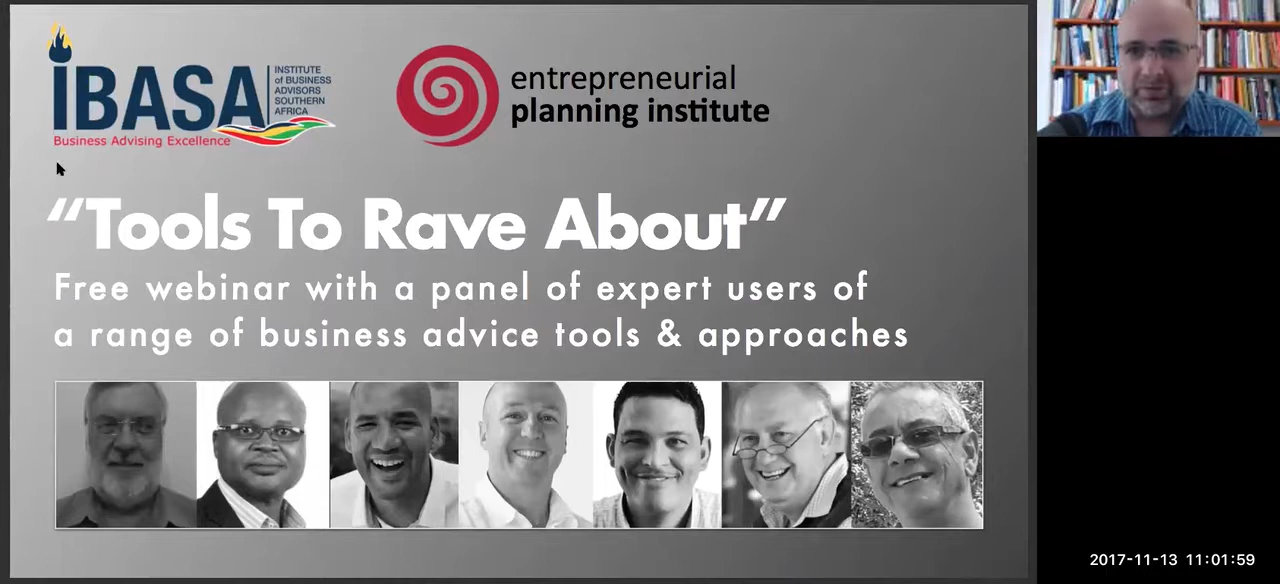 IBASA
INSTITUTE
of BUSINESS
ADVISORS
SOUTHERN
AFRICA
Business Advising Excellence
entrepreneurial
planning institute
“Tools To Rave About”
Free webinar with a panel of expert users of
a range of business advice tools & approaches
2017-11-13 11:01:59